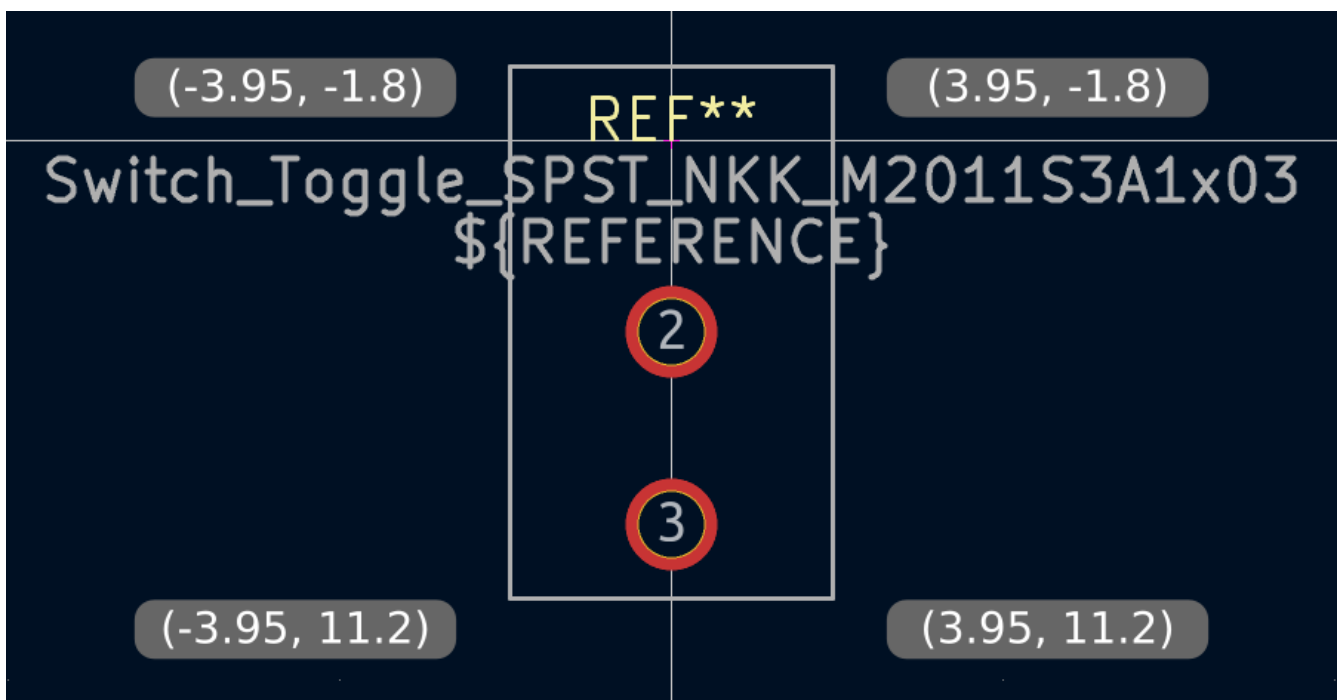 (-3.95, -1.8)
(3.95, -1.8)
REF**
Switch_Toggle_SPST_NKK_M2011S3A1x03
${REFERENCE}
2
3
(-3.95, 11.2)
(3.95, 11.2)